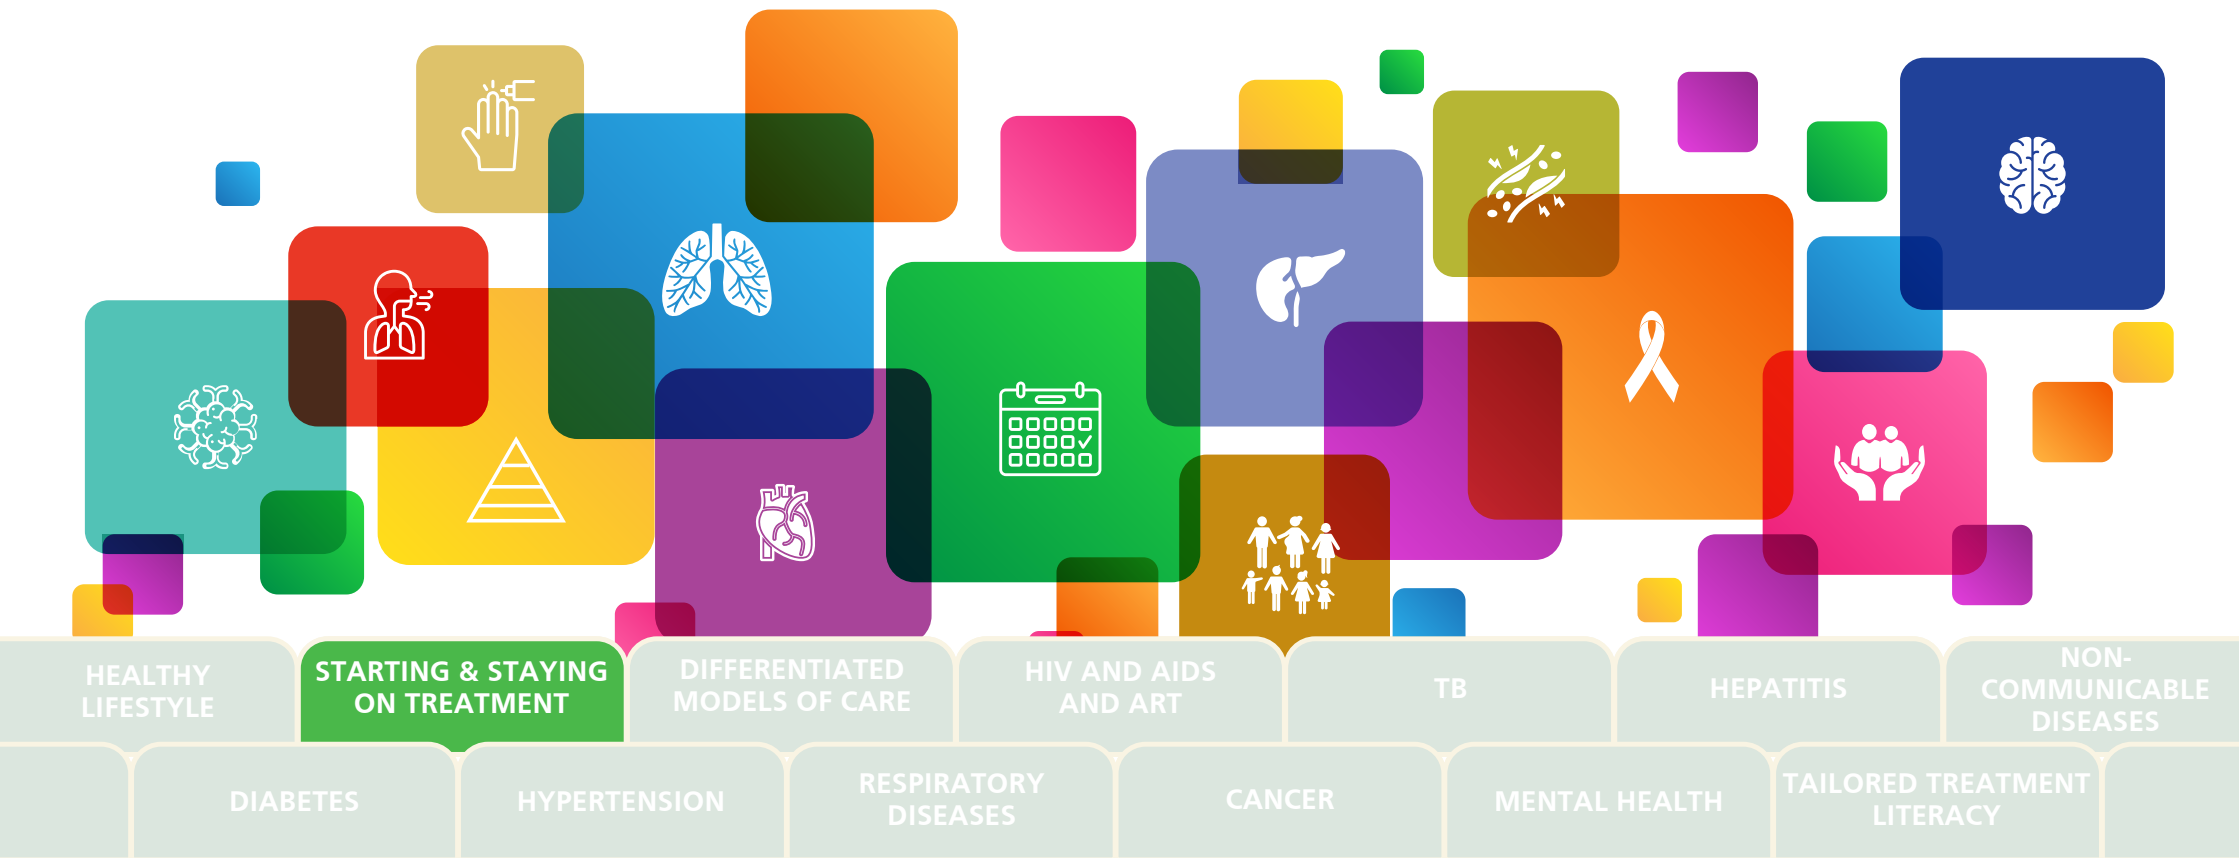 HEALTHY
LIFESTYLE
STARTING & STAYING
ON TREATMENT
DIFFERENTIATED
MODELS OF CARE
HIV AND AIDS
AND ART
TB
HEPATITIS
NON-
COMMUNICABLE
DISEASES
DIABETES
HYPERTENSION
RESPIRATORY
DISEASES
CANCER
MENTAL HEALTH
TAILORED TREATMENT
LITERACY